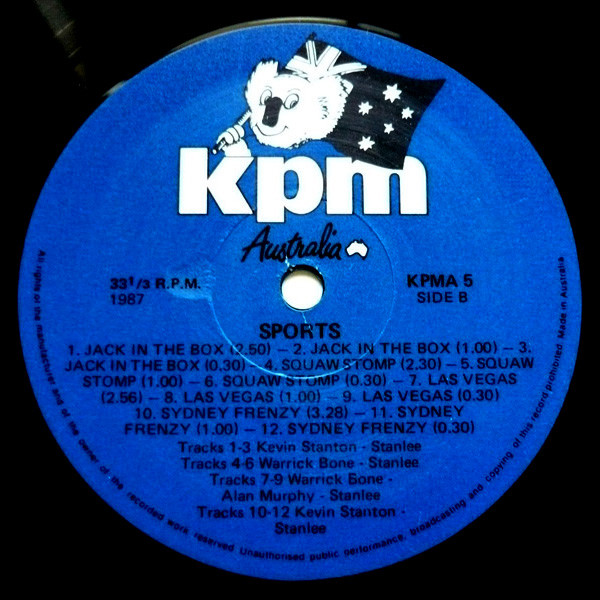 kpm
Australia
33 1/3 R.P.M.
1987
KPMA 5
SIDE B
SPORTS
1. JACK IN THE BOX (2.50) – 2. JACK IN THE BOX (1.00) – 3.
JACK IN THE BOX (0.30) – 4. SQUAW STOMP (2.30) – 5. SQUAW
STOMP (1.00) – 6. SQUAW STOMP (0.30) – 7. LAS VEGAS
(2.56) – 8. LAS VEGAS (1.00) – 9. LAS VEGAS (0.30)
10. SYDNEY FRENZY (3.28) – 11. SYDNEY
FRENZY (1.00) – 12. SYDNEY FRENZY (0.30)
Tracks 1-3 Kevin Stanton - Stanlee
Tracks 4-6 Warrick Bone - Stanlee
Tracks 7-9 Warrick Bone -
Alan Murphy - Stanlee
Tracks 10-12 Kevin Stanton -
Stanlee
All rights of the manufacturer and of the owner of the recorded work reserved Unauthorised public performance, broadcasting and copying of this record prohibited Made in Australia